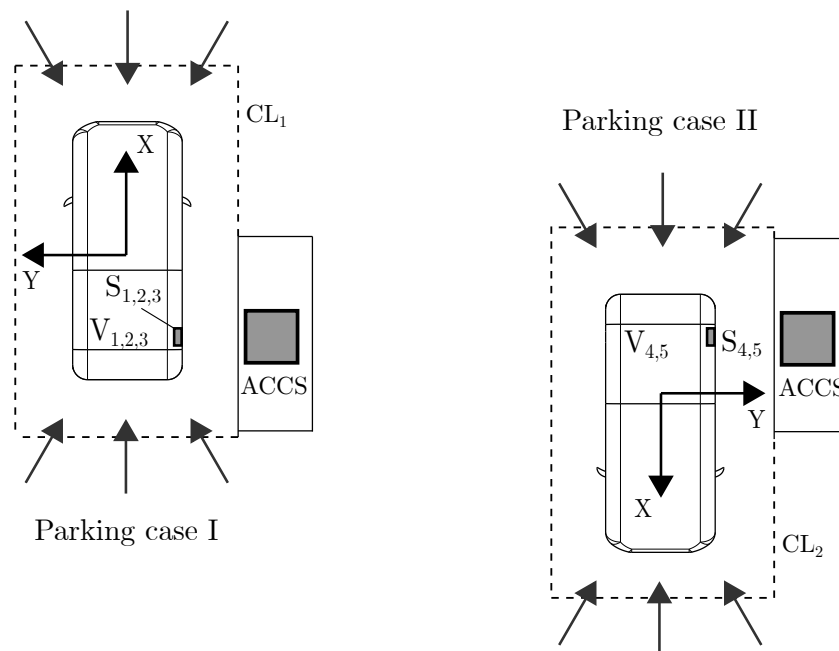 CL₁
X
Y
S₁,₂,₃
V₁,₂,₃
ACCS
Parking case I
Parking case II
V₄,₅
S₄,₅
ACCS
Y
X
CL₂